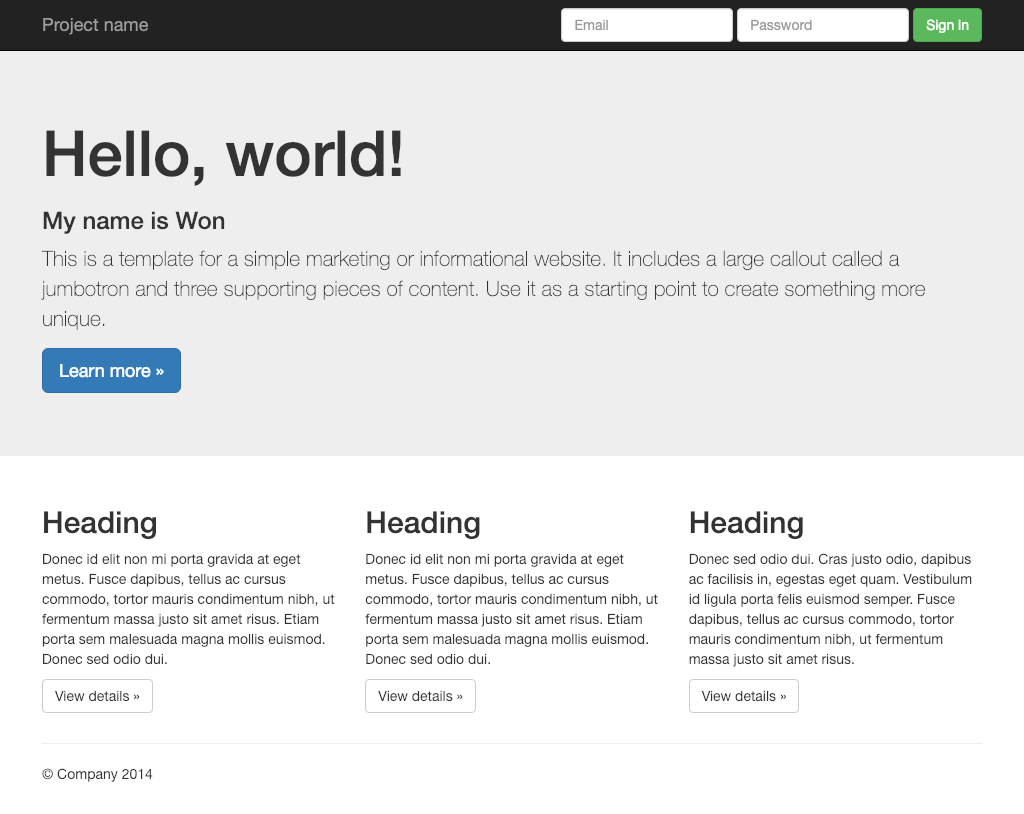 Project name
Email
Password
Sign in
Hello, world!
My name is Won
This is a template for a simple marketing or informational website. It includes a large callout called a
jumbotron and three supporting pieces of content. Use it as a starting point to create something more
unique.
Learn more »
Heading
Donec id elit non mi porta gravida at eget
metus. Fusce dapibus, tellus ac cursus
commodo, tortor mauris condimentum nibh, ut
fermentum massa justo sit amet risus. Etiam
porta sem malesuada magna mollis euismod.
Donec sed odio dui.
View details »
Heading
Donec id elit non mi porta gravida at eget
metus. Fusce dapibus, tellus ac cursus
commodo, tortor mauris condimentum nibh, ut
fermentum massa justo sit amet risus. Etiam
porta sem malesuada magna mollis euismod.
Donec sed odio dui.
View details »
Heading
Donec sed odio dui. Cras justo odio, dapibus
ac facilisis in, egestas eget quam. Vestibulum
id ligula porta felis euismod semper. Fusce
dapibus, tellus ac cursus commodo, tortor
mauris condimentum nibh, ut fermentum
massa justo sit amet risus.
View details »
© Company 2014